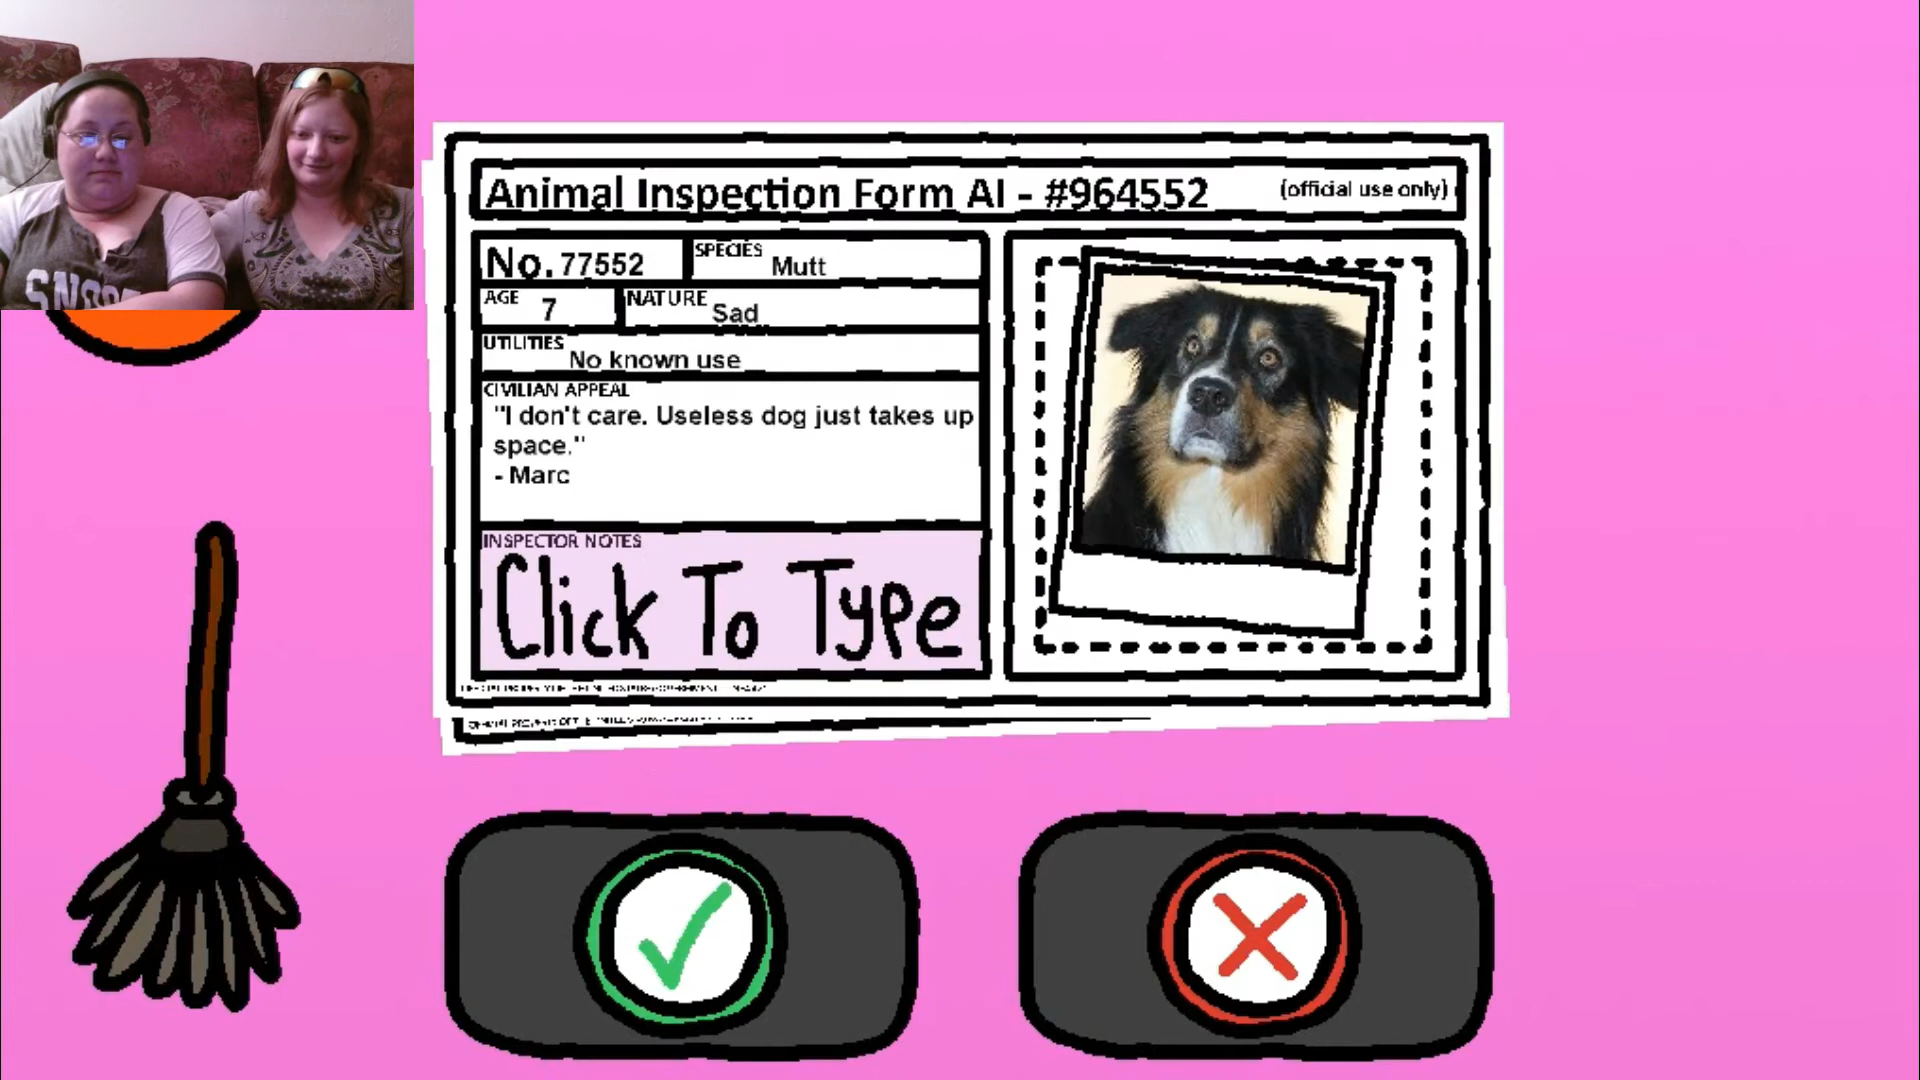 Animal Inspection Form AI - #964552 (official use only)
No. 77552 SPECIES Mutt
AGE 7 NATURE Sad
UTILITIES No known use
CIVILIAN APPEAL
"I don't care. Useless dog just takes up
space."
- Marc
INSPECTOR NOTES
Click To Type